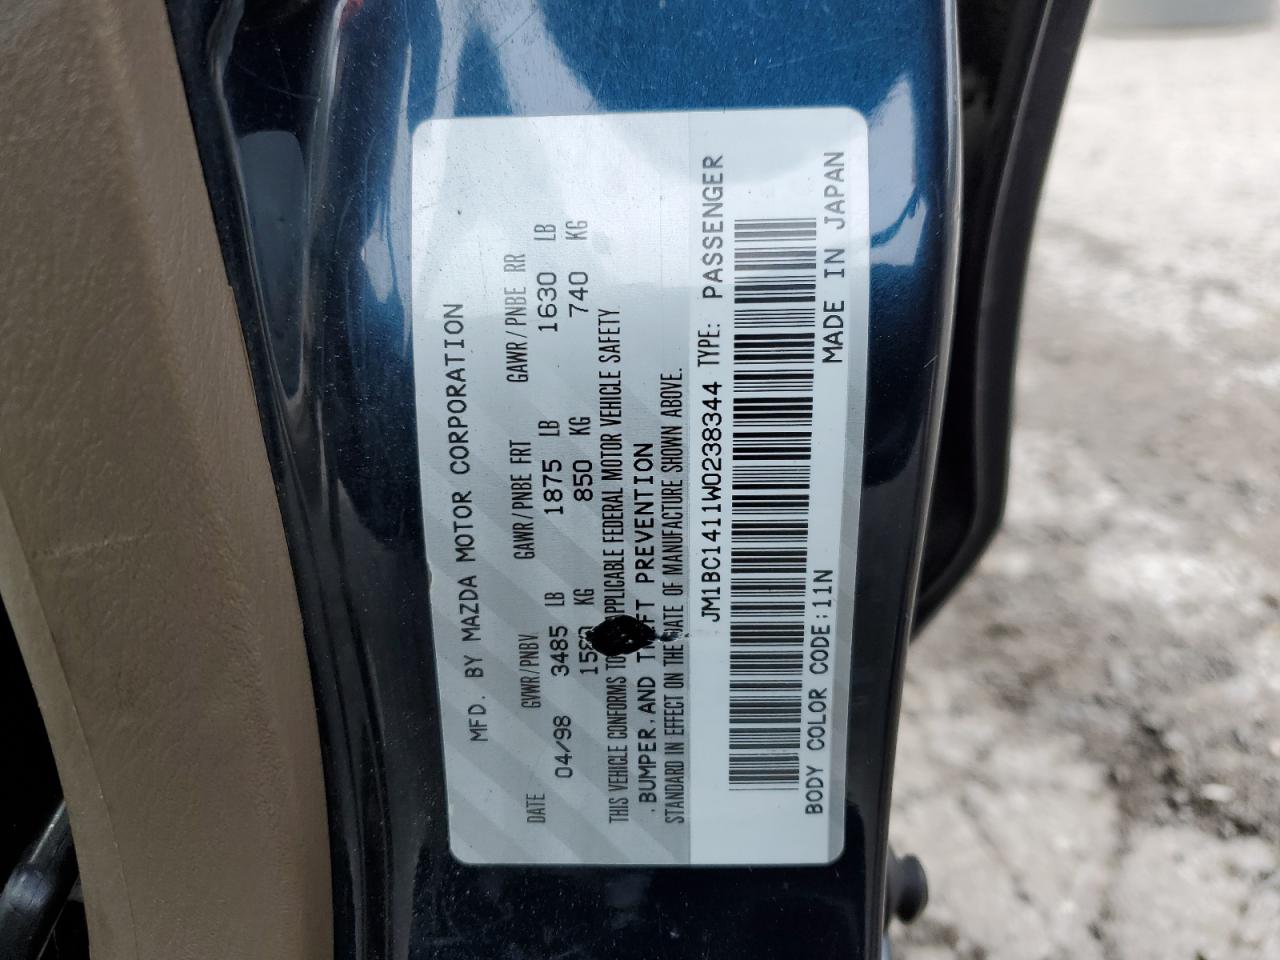 MFD. BY MAZDA MOTOR CORPORATION
DATE GVWR/PNBV GAWR/PNBE FRT GAWR/PNBE RR
04/98 3485 LB 1875 LB 1630 LB
KG 850 KG 740 KG
THIS VEHICLE CONFORMS TO APPLICABLE FEDERAL MOTOR VEHICLE SAFETY
, BUMPER, AND THEFT PREVENTION
STANDARD IN EFFECT ON THE DATE OF MANUFACTURE SHOWN ABOVE.
JM1BC1411W0238344 TYPE: PASSENGER
BODY COLOR CODE:11N MADE IN JAPAN